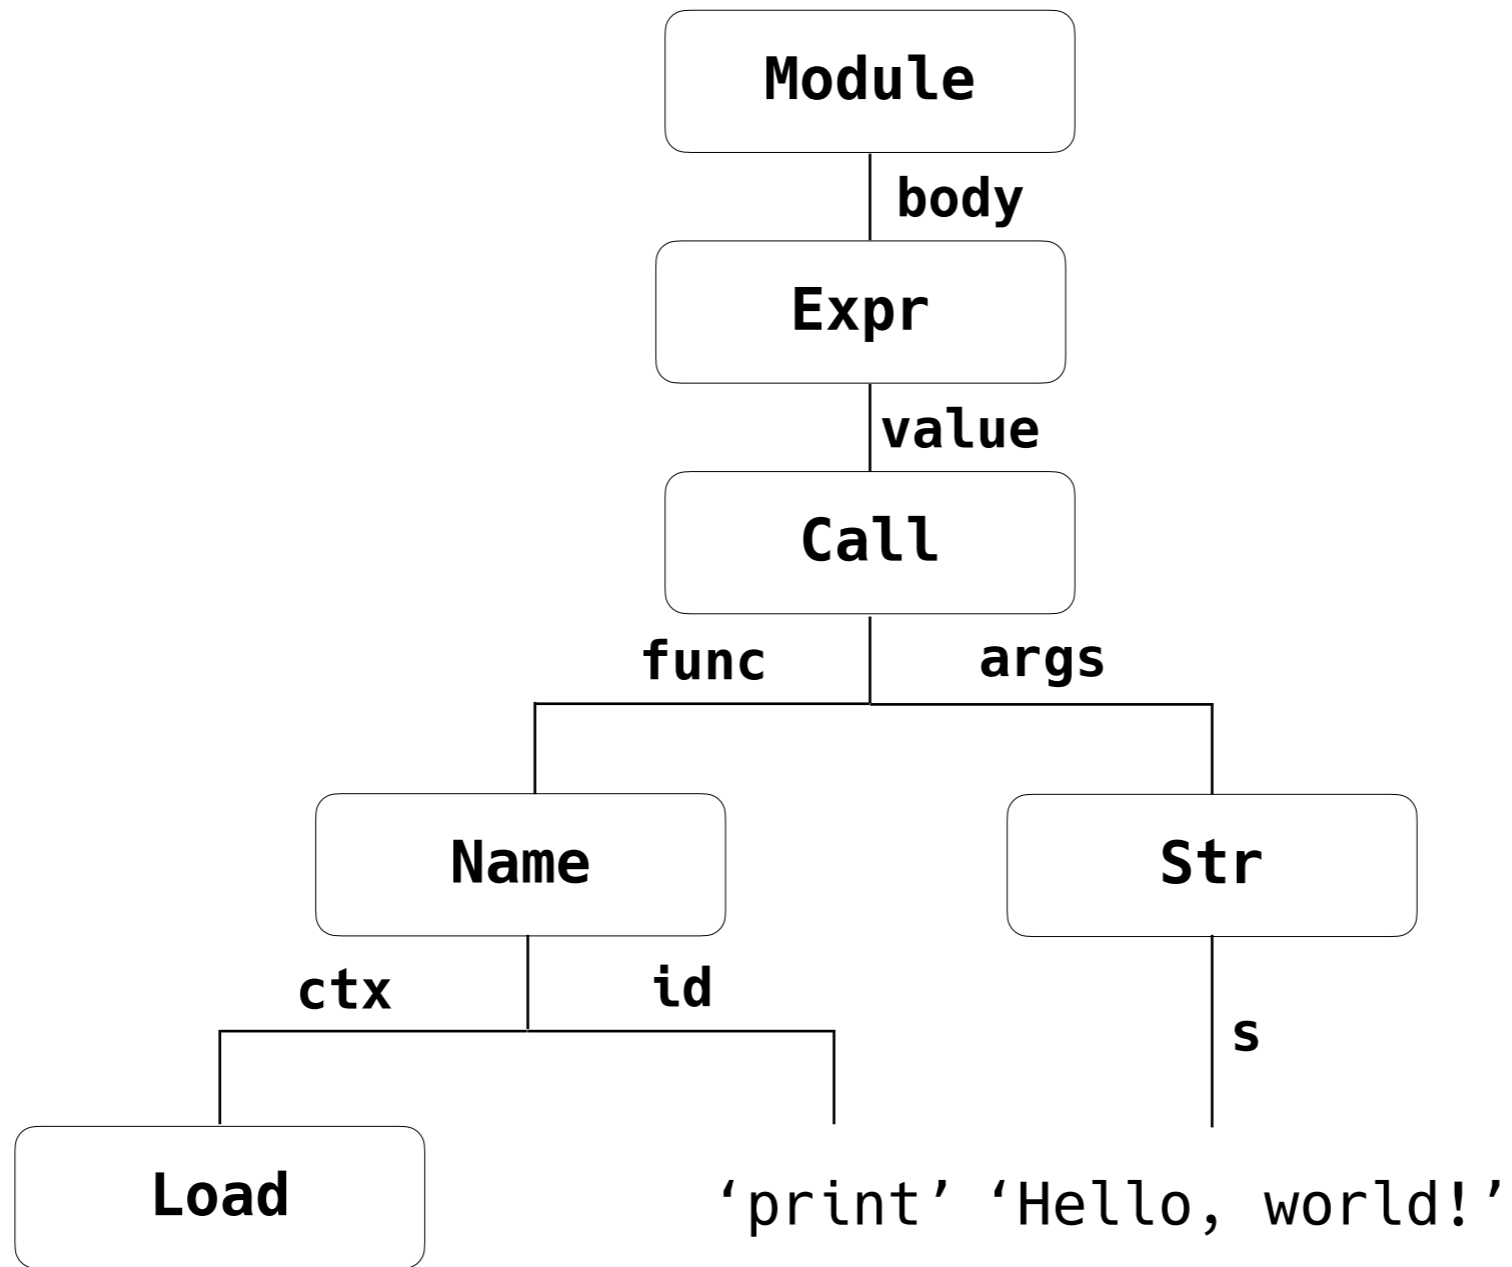 Module
body
Expr
value
Call
func args
Name Str
ctx id
s
Load ‘print’ ‘Hello, world!’